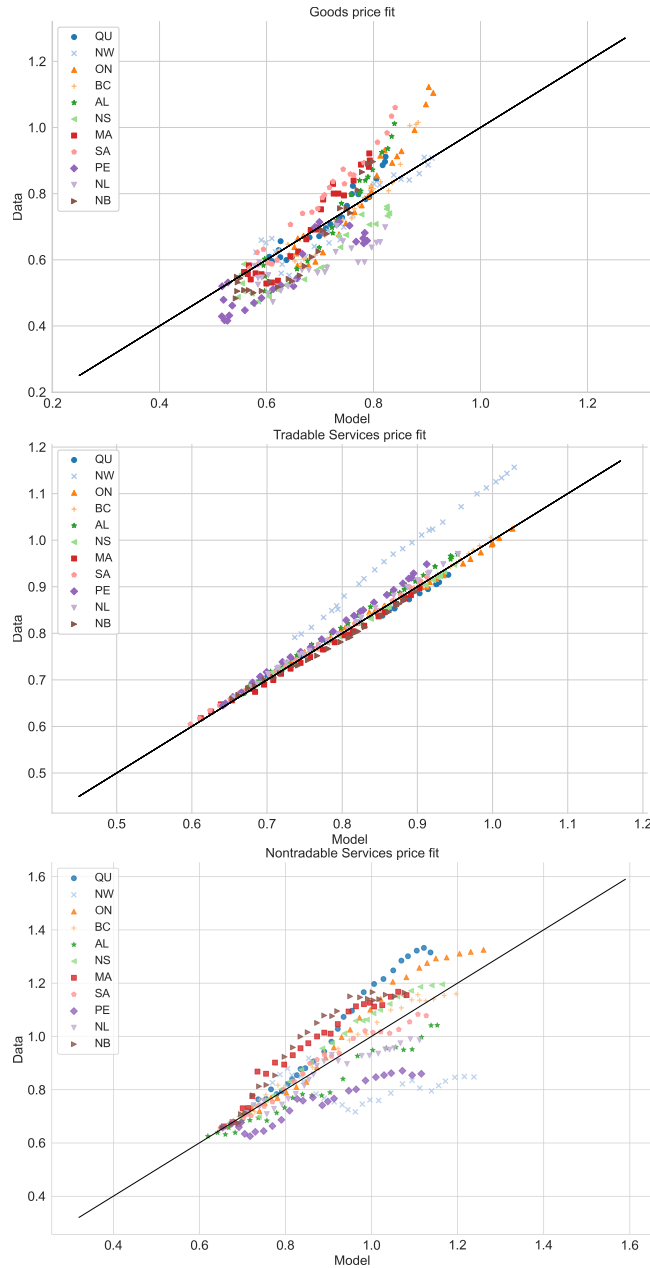 Goods price fit
1.2
1.0
0.8
0.6
0.4
0.2
Data
QU
NW
ON
BC
AL
NS
MA
SA
PE
NL
NB
0.2 0.4 0.6 0.8 1.0 1.2
Model
Tradable Services price fit
1.2
1.1
1.0
0.9
0.8
0.7
0.6
0.5
Data
QU
NW
ON
BC
AL
NS
MA
SA
PE
NL
NB
0.5 0.6 0.7 0.8 0.9 1.0 1.1 1.2
Model
Nontradable Services price fit
1.6
1.4
1.2
1.0
0.8
0.6
0.4
Data
QU
NW
ON
BC
AL
NS
MA
SA
PE
NL
NB
0.4 0.6 0.8 1.0 1.2 1.4 1.6
Model